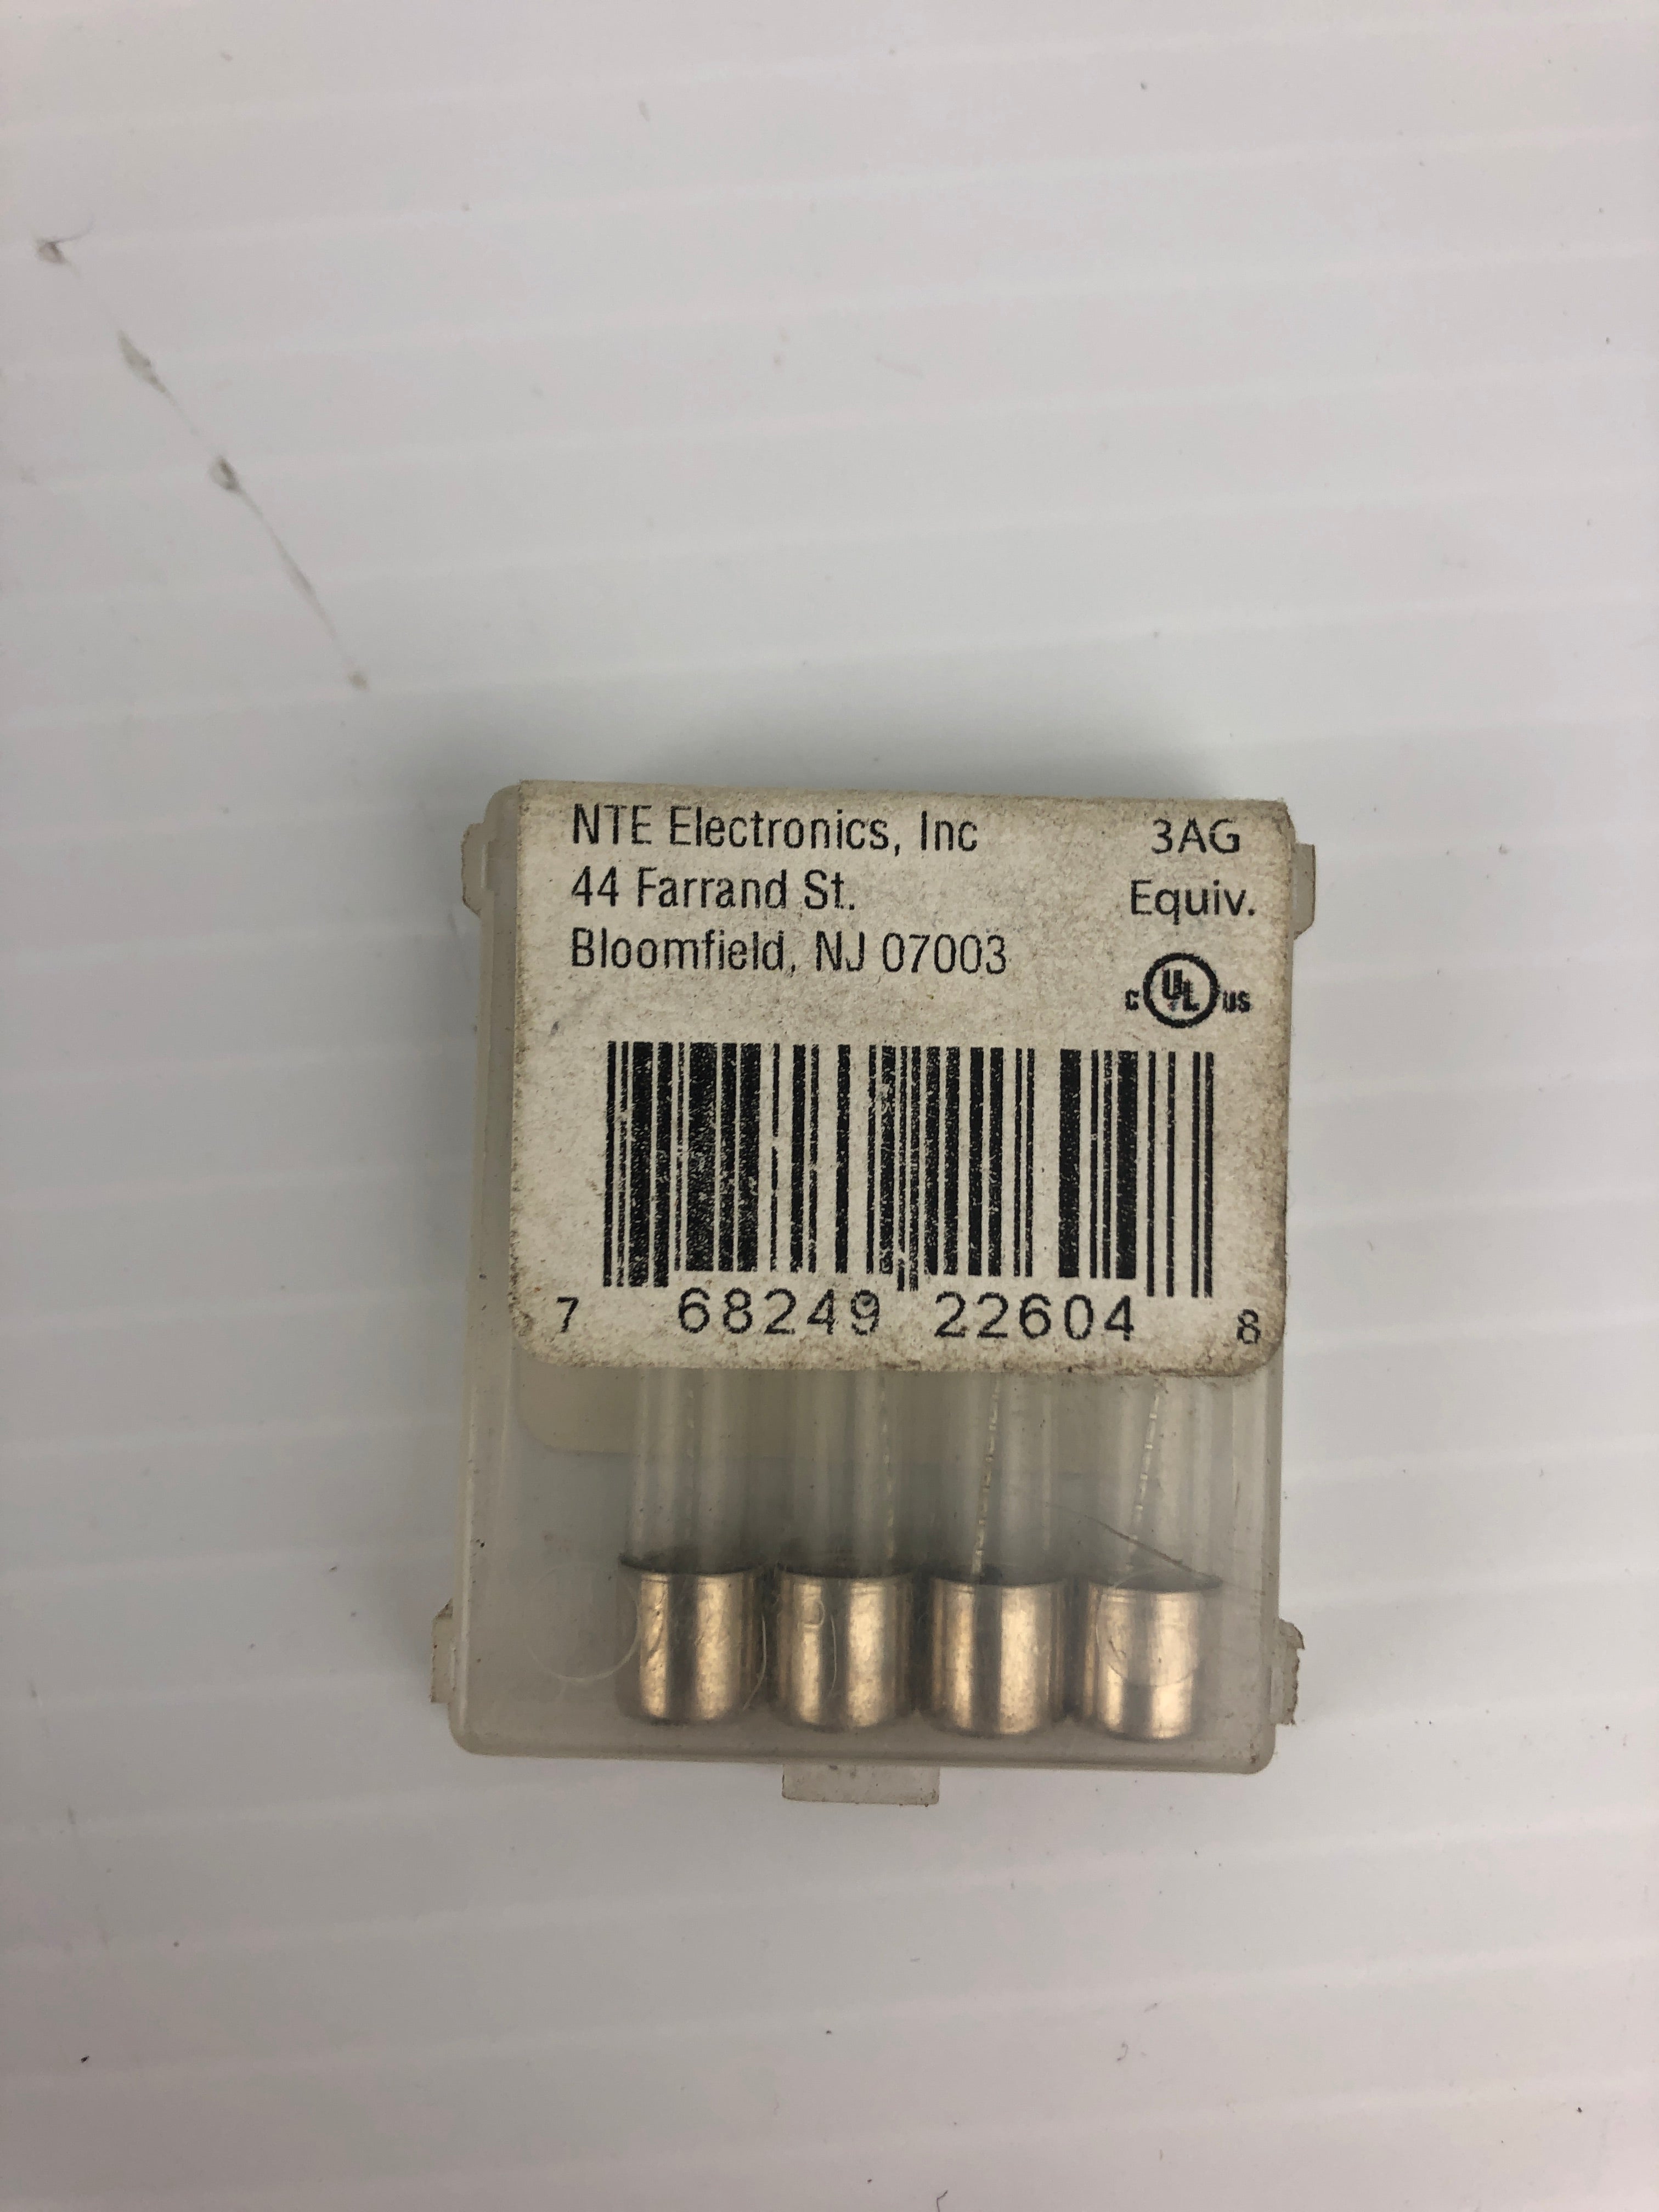 NTE Electronics, Inc
44 Farrand St.
Bloomfield, NJ 07003
3AG
Equiv.
c UL us
7 68249 22604 8